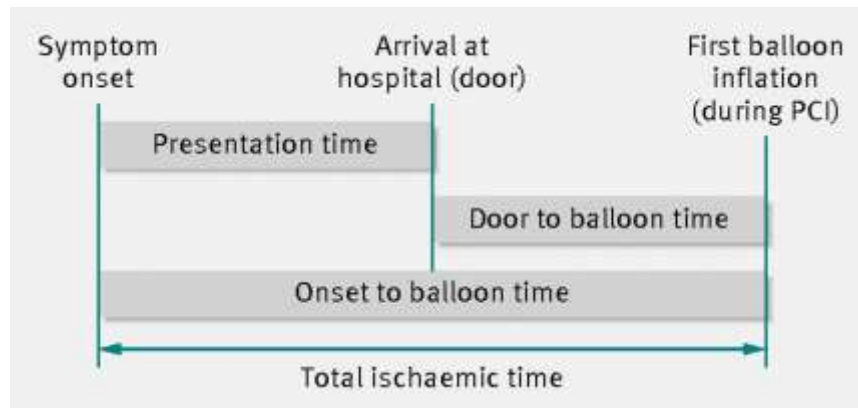 Symptom
onset
Arrival at
hospital (door)
First balloon
inflation
(during PCI)
Presentation time
Door to balloon time
Onset to balloon time
Total ischaemic time